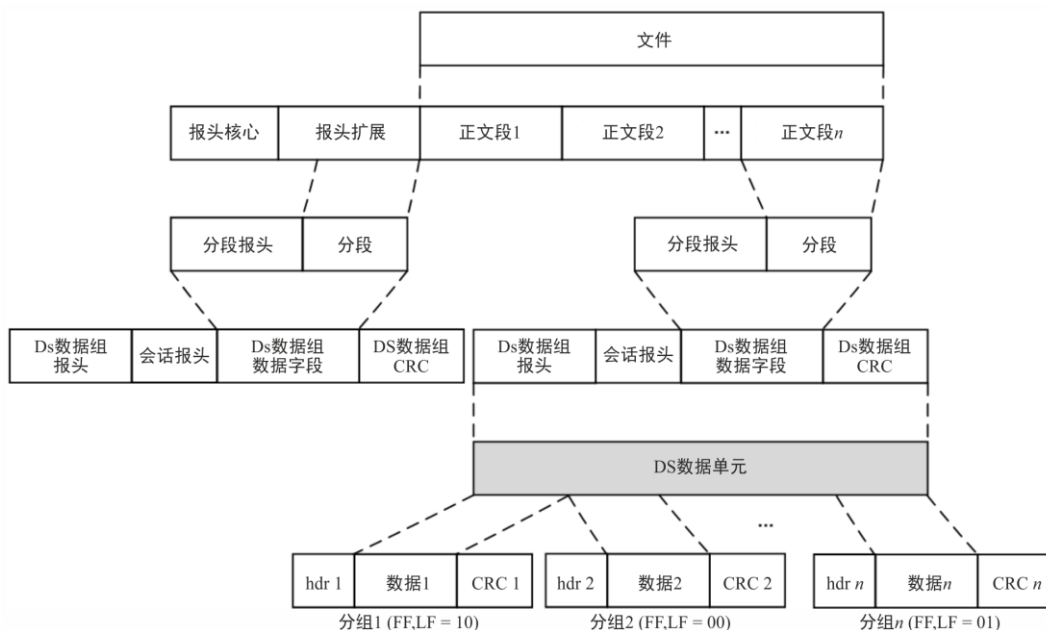 文件
报头核心 报头扩展 正文段1 正文段2 ... 正文段n
分段报头 分段 分段报头 分段
Ds数据组 会话报头 Ds数据组 DS数据组 Ds数据组 会话报头 Ds数据组 Ds数据组
报头 数据字段 CRC 报头 数据字段 CRC
DS数据单元
...
hdr 1 数据1 CRC 1 hdr 2 数据2 CRC 2 hdr n 数据n CRC n
分组1 (FF,LF = 10) 分组2 (FF,LF = 00) 分组n (FF,LF = 01)